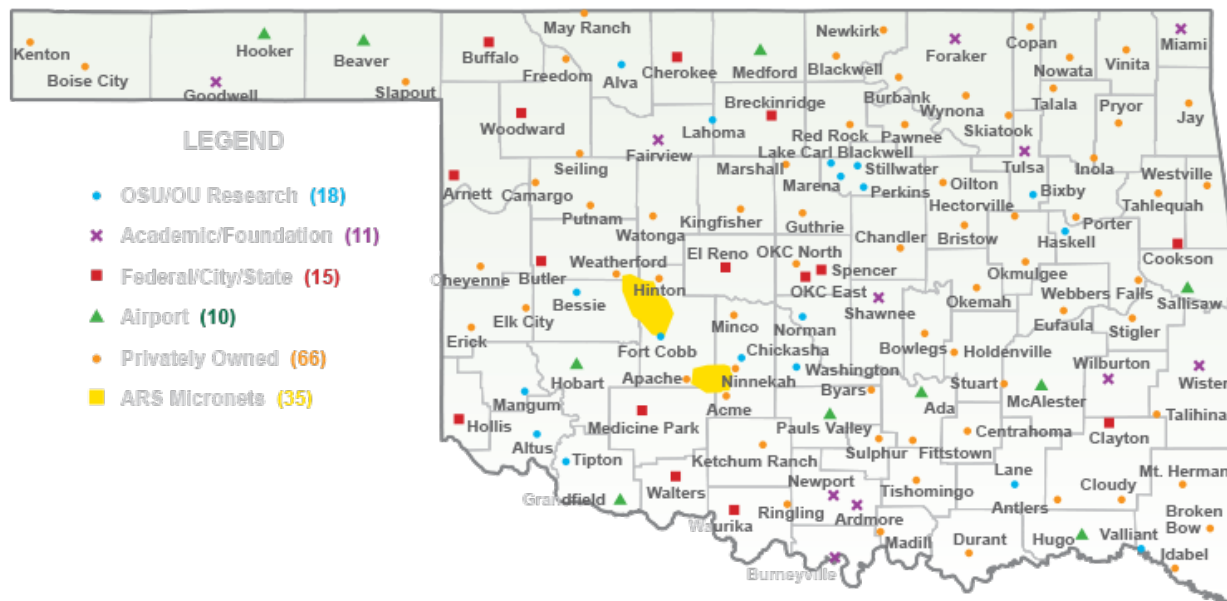 May Ranch
Newkirk
Copan
Miami
Kenton
Hooker
Beaver
Buffalo
Cherokee
Medford
Blackwell
Foraker
Nowata
Vinita
Boise City
Goodwell
Slapout
Freedom
Alva
Breckinridge
Burbank
Wynona
Talala
Pryor
Jay
LEGEND
Woodward
Lahoma
Red Rock
Pawnee
Skiatook
Fairview
Lake Carl Blackwell
Seiling
Marshall
Stillwater
Tulsa
Inola
Westville
Arnett
Camargo
Marena
Perkins
Oilton
Bixby
Tahlequah
OSU/OU Research (18)
Putnam
Kingfisher
Guthrie
Hectorville
Porter
Academic/Foundation (11)
Watonga
Chandler
Bristow
Haskell
Federal/City/State (15)
Cheyenne
Butler
Weatherford
El Reno
OKC North
Spencer
Okmulgee
Cookson
Hinton
OKC East
Webbers Falls
Airport (10)
Bessie
Shawnee
Okemah
Sallisaw
Elk City
Minco
Norman
Eufaula
Stigler
Erick
Fort Cobb
Chickasha
Bowlegs
Holdenville
Privately Owned (66)
Hobart
Apache
Ninnekah
Washington
Wilburton
Wister
Byars
Stuart
ARS Micronets (35)
Mangum
Acme
Ada
McAlester
Talihina
Hollis
Medicine Park
Pauls Valley
Centrahoma
Clayton
Altus
Sulphur
Fittstown
Tipton
Ketchum Ranch
Lane
Mt. Herman
Grandfield
Walters
Newport
Tishomingo
Antlers
Cloudy
Waurika
Ringling
Ardmore
Broken
Bow
Madill
Durant
Hugo
Valliant
Idabel
Burneyville